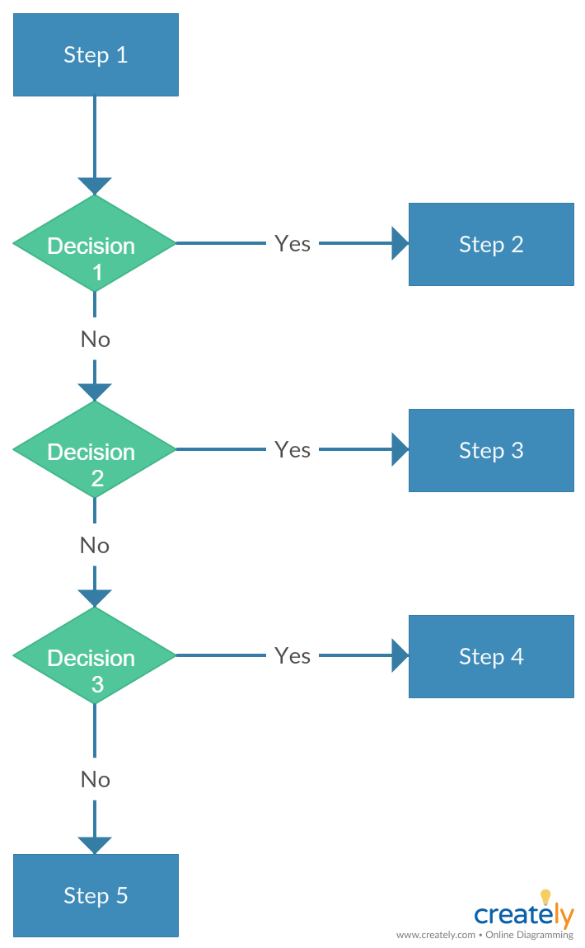 Step 1
Decision
1
Yes
Step 2
No
Decision
2
Yes
Step 3
No
Decision
3
Yes
Step 4
No
Step 5
creately
www.creately.com • Online Diagramming